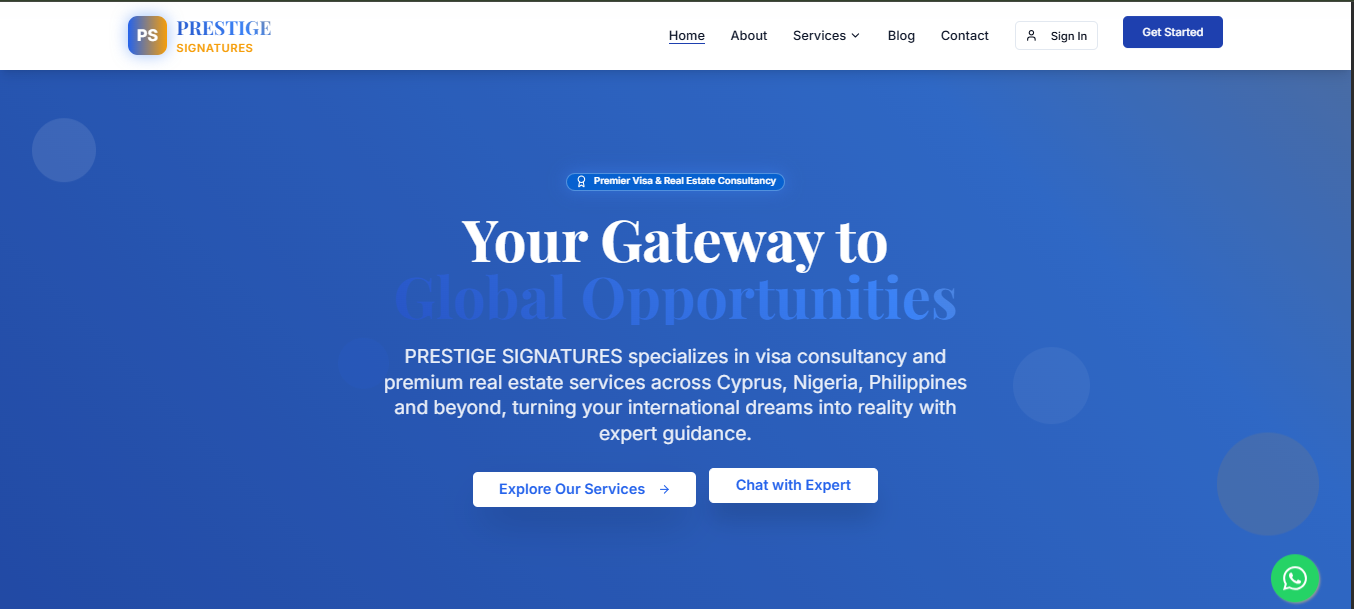 PS
PRESTIGE
SIGNATURES
Home
About
Services
Blog
Contact
Sign In
Get Started
Premier Visa & Real Estate Consultancy
Your Gateway to
Global Opportunities
PRESTIGE SIGNATURES specializes in visa consultancy and
premium real estate services across Cyprus, Nigeria, Philippines
and beyond, turning your international dreams into reality with
expert guidance.
Explore Our Services
Chat with Expert